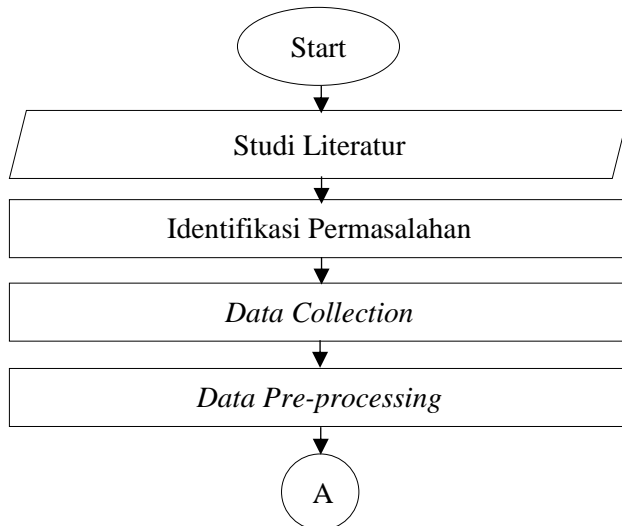 Start
Studi Literatur
Identifikasi Permasalahan
Data Collection
Data Pre-processing
A